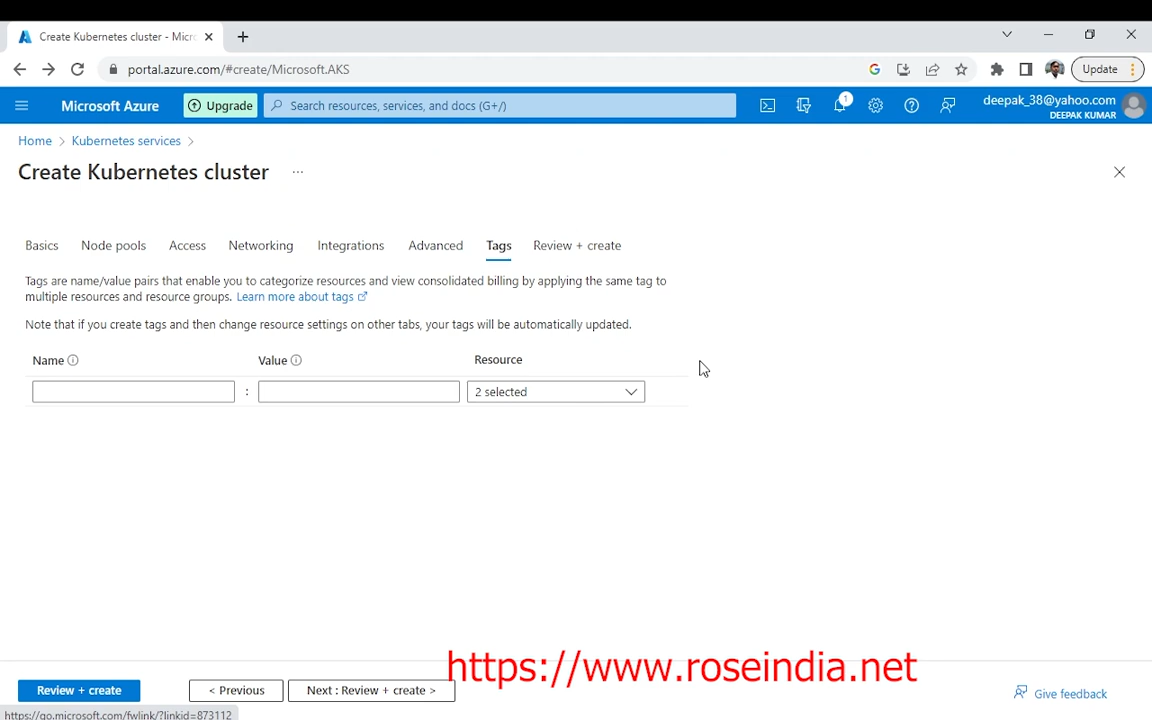 Create Kubernetes cluster - Micr
portal.azure.com/#create/Microsoft.AKS
Update
Microsoft Azure
Upgrade
Search resources, services, and docs (G+/)
1
deepak_38@yahoo.com
DEEPAK KUMAR
Home > Kubernetes services >
Create Kubernetes cluster ...
Basics Node pools Access Networking Integrations Advanced Tags Review + create
Tags are name/value pairs that enable you to categorize resources and view consolidated billing by applying the same tag to
multiple resources and resource groups. Learn more about tags
Note that if you create tags and then change resource settings on other tabs, your tags will be automatically updated.
Name Value Resource
: 2 selected
https://www.roseindia.net
Review + create < Previous Next : Review + create > Give feedback
https://go.microsoft.com/fwlink/?linkid=873112